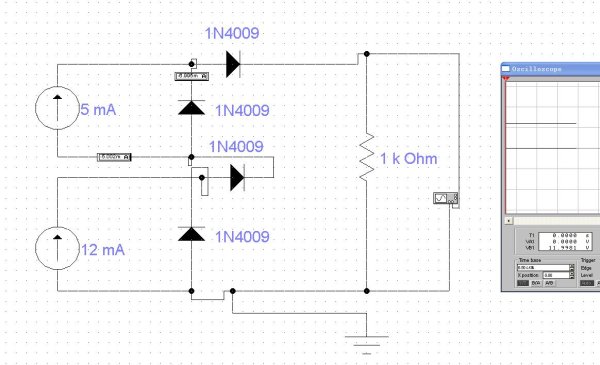 1N4009
5 mA
1N4009
1N4009
1 k Ohm
1N4009
12 mA
Oscilloscope
T1 0.0000 s
VA1 0.0000 V
VB1 11.9981 V
Time base
Trigger
X position
Edge
Level
Y/T B/A A/B